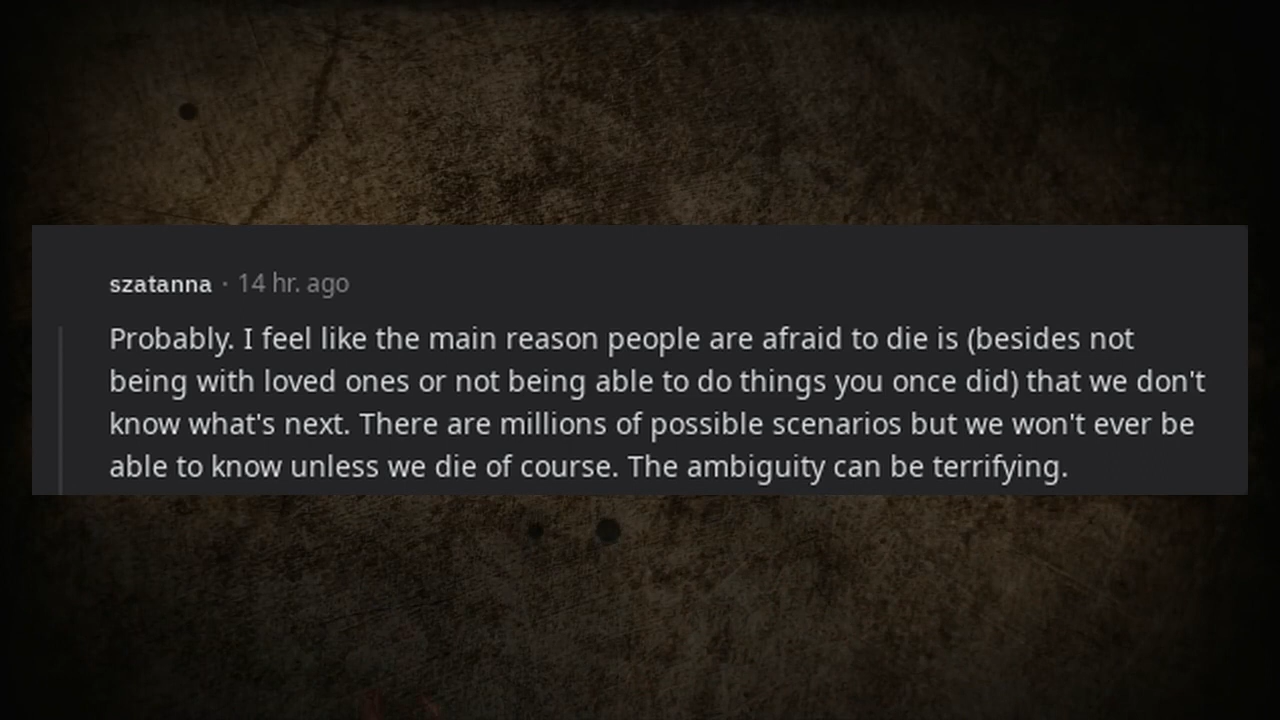 szatanna · 14 hr. ago
Probably. I feel like the main reason people are afraid to die is (besides not
being with loved ones or not being able to do things you once did) that we don't
know what's next. There are millions of possible scenarios but we won't ever be
able to know unless we die of course. The ambiguity can be terrifying.